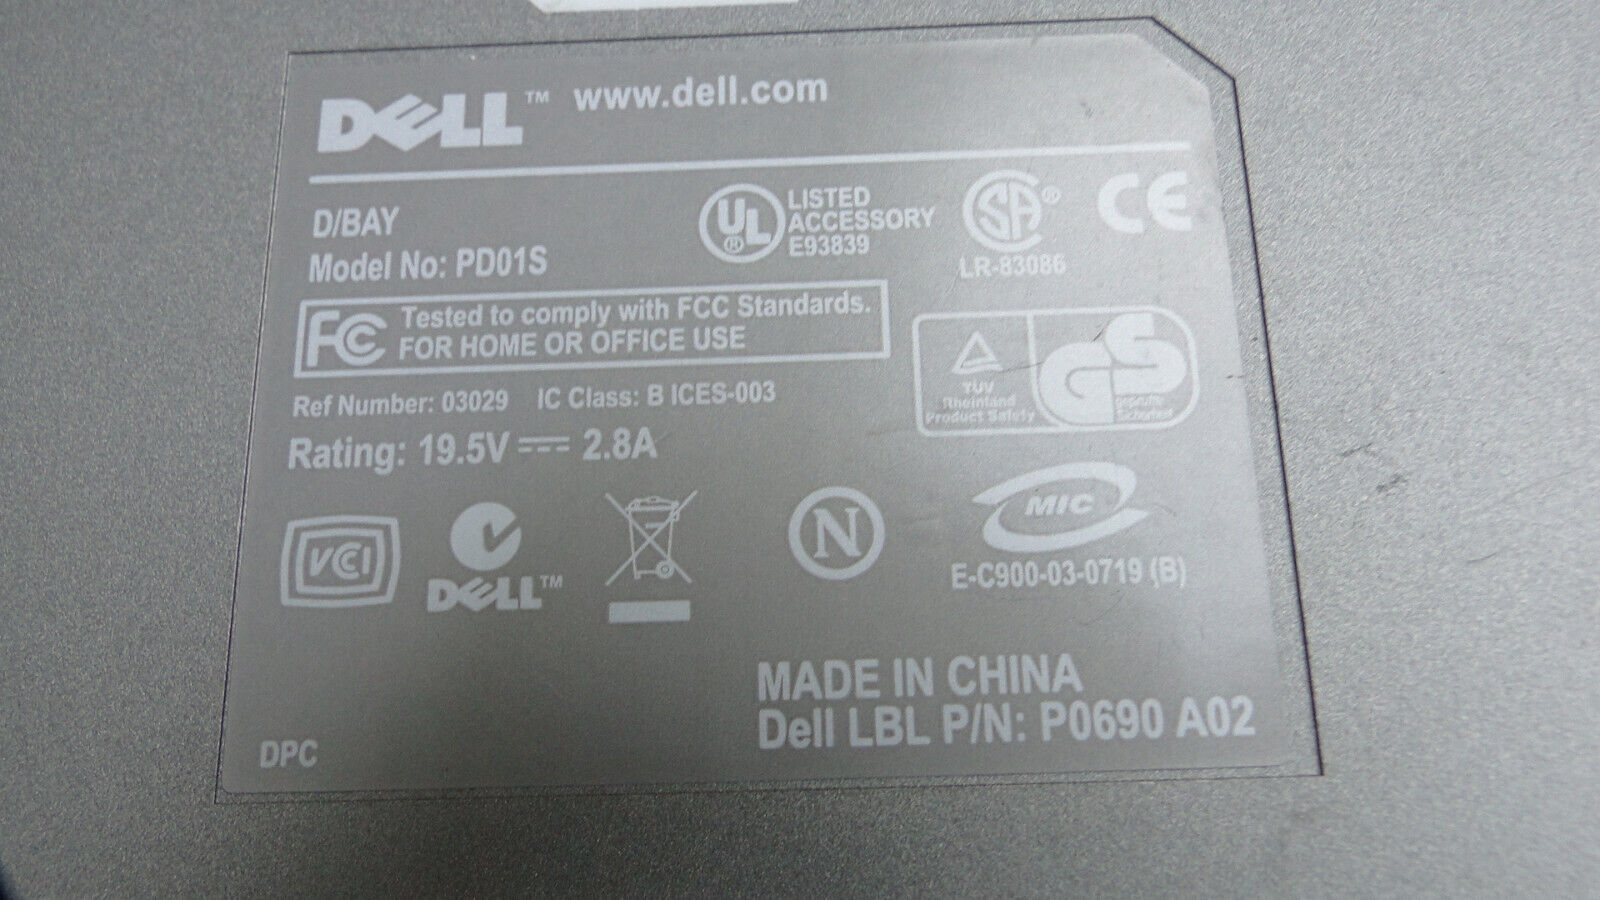 DELL™ www.dell.com
D/BAY
Model No: PD01S
UL ® LISTED
ACCESSORY
E93839
SA ®
LR-83086
CE
FC Tested to comply with FCC Standards.
FOR HOME OR OFFICE USE
Ref Number: 03029 IC Class: B ICES-003
Rating: 19.5V ⎓ 2.8A
TÜV
Rheinland
Product Safety
GS
geprüfte
Sicherheit
VCI
DELL™
N
MIC
E-C900-03-0719 (B)
MADE IN CHINA
Dell LBL P/N: P0690 A02
DPC